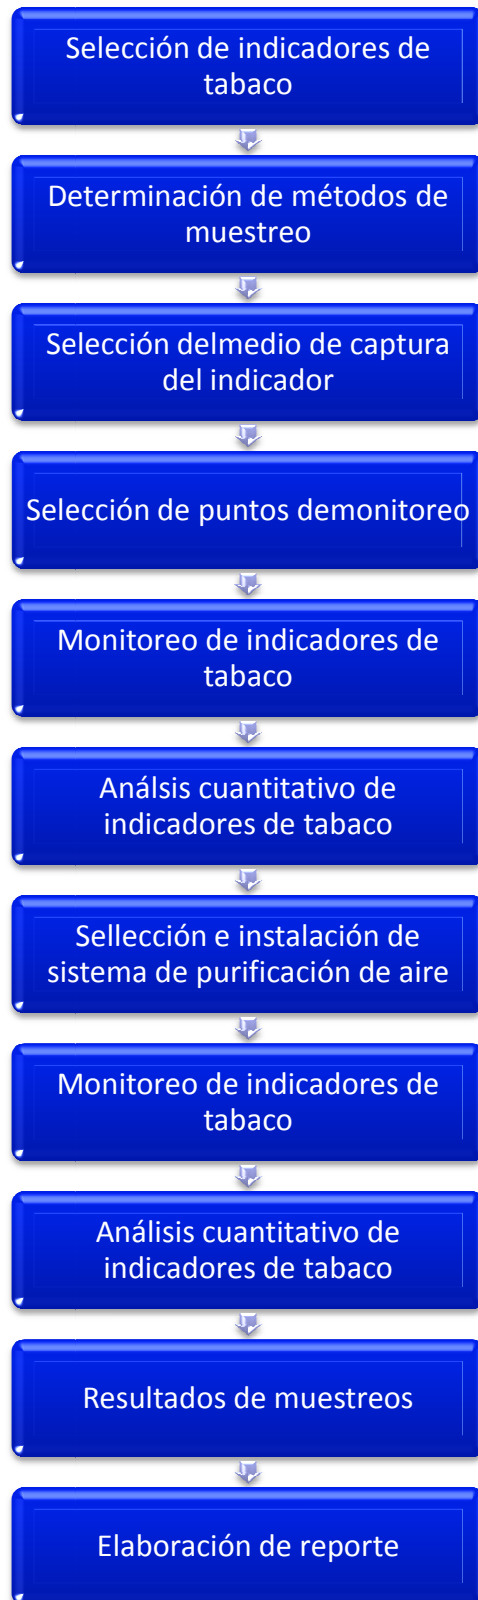 Selección de indicadores de
tabaco
Determinación de métodos de
muestreo
Selección delmedio de captura
del indicador
Selección de puntos demonitoreo
Monitoreo de indicadores de
tabaco
Análsis cuantitativo de
indicadores de tabaco
Sellección e instalación de
sistema de purificación de aire
Monitoreo de indicadores de
tabaco
Análisis cuantitativo de
indicadores de tabaco
Resultados de muestreos
Elaboración de reporte